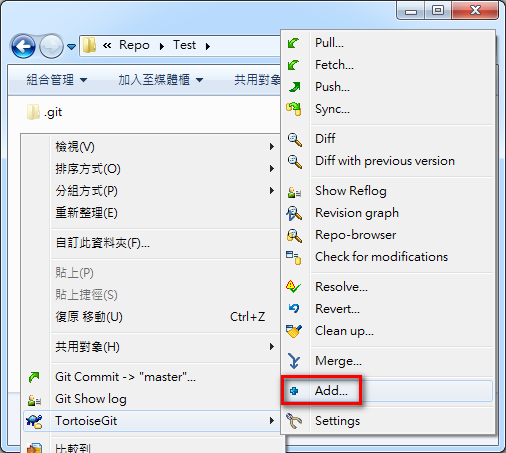 « Repo ▸ Test ▸
組合管理 ▼ 加入至媒體櫃 ▼ 共用對象
.git
檢視(V)
排序方式(O)
分組方式(P)
重新整理(E)
自訂此資料夾(F)...
貼上(P)
貼上捷徑(S)
復原 移動(U) Ctrl+Z
共用對象(H)
Git Commit -> "master"...
Git Show log
TortoiseGit
比較到
Pull...
Fetch...
Push...
Sync...
Diff
Diff with previous version
Show Reflog
Revision graph
Repo-browser
Check for modifications
Resolve...
Revert...
Clean up...
Merge...
Add...
Settings